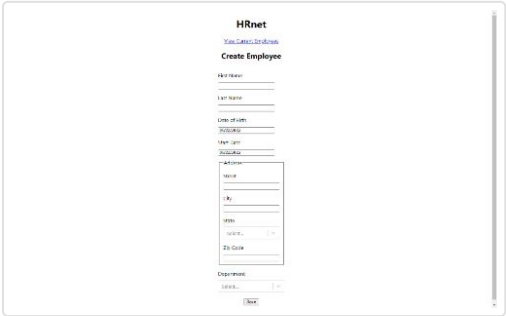 HRnet
View Current Employees
Create Employee
First Name
Last Name
Date of Birth
Start Date
Address
Street
City
State
Select...
Zip Code
Department
Select...
Save